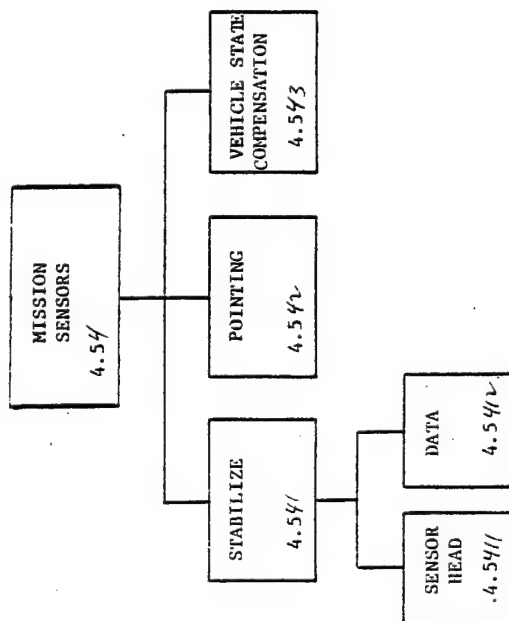 MISSION
SENSORS
4.54
STABILIZE
4.541
POINTING
4.542
VEHICLE STATE
COMPENSATION
4.543
SENSOR
HEAD
.4.5411
DATA
4.5412